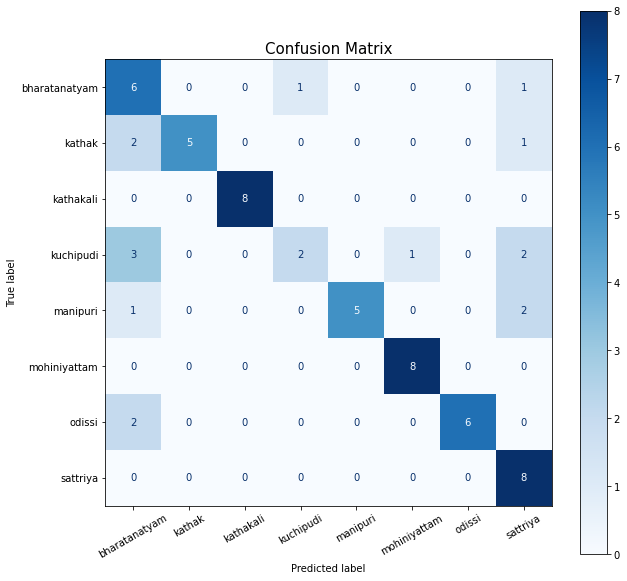 Confusion Matrix
True label
bharatanatyam 6 0 0 1 0 0 0 1
kathak 2 5 0 0 0 0 0 1
kathakali 0 0 8 0 0 0 0 0
kuchipudi 3 0 0 2 0 1 0 2
manipuri 1 0 0 0 5 0 0 2
mohiniyattam 0 0 0 0 0 8 0 0
odissi 2 0 0 0 0 0 6 0
sattriya 0 0 0 0 0 0 0 8
bharatanatyam kathak kathakali kuchipudi manipuri mohiniyattam odissi sattriya
Predicted label
8
7
6
5
4
3
2
1
0